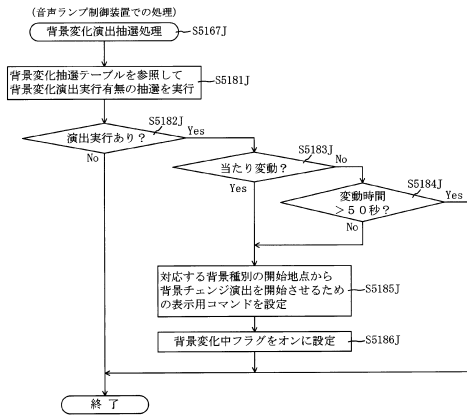 (音声ランプ制御装置での処理)
背景変化演出抽選処理
S5167J
背景変化抽選テーブルを参照して
背景変化演出実行有無の抽選を実行
S5181J
S5182J
演出実行あり?
Yes
No
S5183J
当たり変動?
No
Yes
S5184J
変動時間
>50秒?
Yes
No
対応する背景種別の開始地点から
背景チェンジ演出を開始させるため
の表示用コマンドを設定
S5185J
背景変化中フラグをオンに設定
S5186J
終了